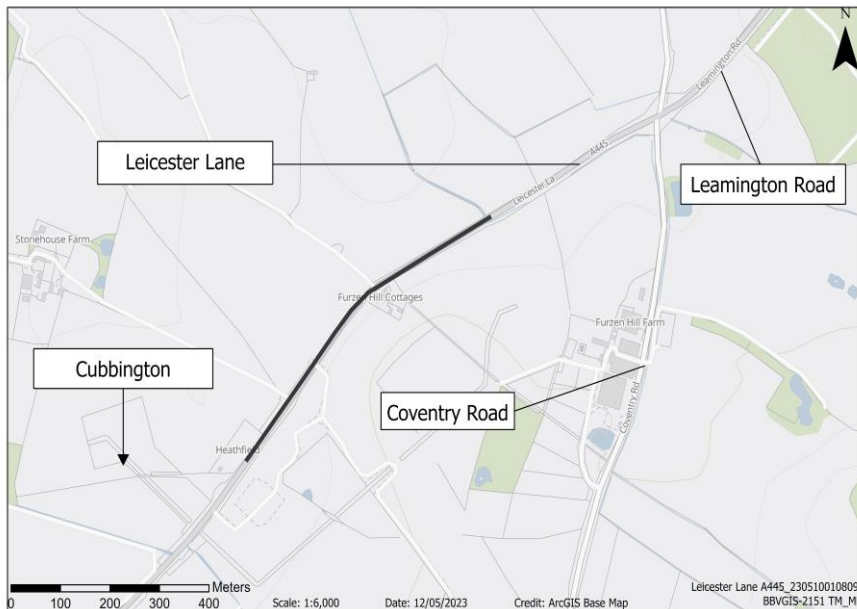 N
Leamington Rd
Leicester Lane
A445
Leamington Road
Leicester La
Stonehouse Farm
Furzen Hill Cottages
Furzen Hill Farm
Cubbington
Coventry Road
Coventry Rd
Heathfield
Meters
0 100 200 300 400
Scale: 1:6,000 Date: 12/05/2023 Credit: ArcGIS Base Map
Leicester Lane A445_230510010809
BBVGIS-2151 TM_M